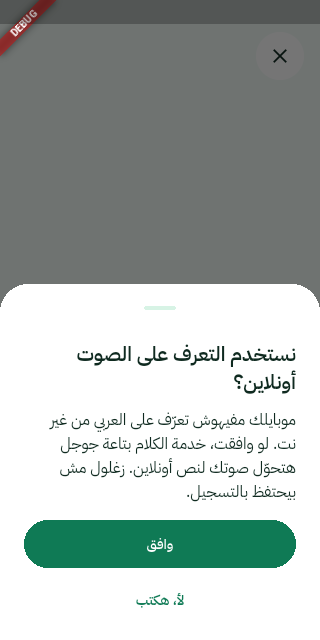 DEBUG
نستخدم التعرف على الصوت
أونلاين؟
موبايلك مفيهوش تعرّف على العربي من غير
نت. لو وافقت، خدمة الكلام بتاعة جوجل
هتحوّل صوتك لنص أونلاين. زغلول مش
بيحتفظ بالتسجيل.
وافق
لأ، هكتب